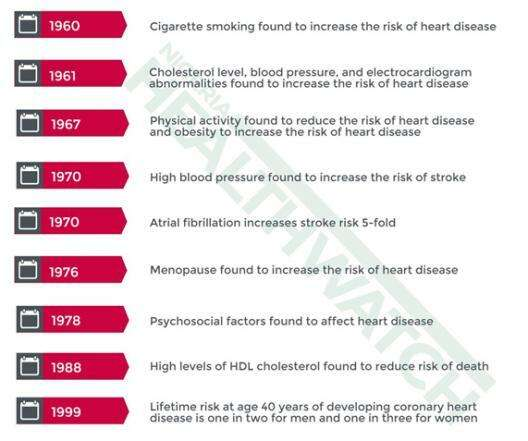 1960
Cigarette smoking found to increase the risk of heart disease
1961
Cholesterol level, blood pressure, and electrocardiogram
abnormalities found to increase the risk of heart disease
1967
Physical activity found to reduce the risk of heart disease
and obesity to increase the risk of heart disease
1970
High blood pressure found to increase the risk of stroke
1970
Atrial fibrillation increases stroke risk 5-fold
1976
Menopause found to increase the risk of heart disease
1978
Psychosocial factors found to affect heart disease
1988
High levels of HDL cholesterol found to reduce risk of death
1999
Lifetime risk at age 40 years of developing coronary heart
disease is one in two for men and one in three for women
NIGERIA
HEALTHWATCH